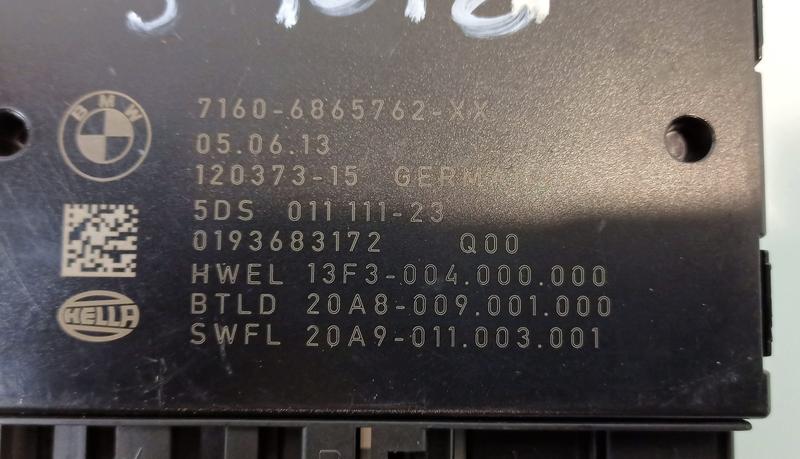 BMW
7160-6865762-XX
05.06.13
120373-15
5DS 011 111-23
0193683172 Q00
HWEL 13F3-004.000.000
BTLD 20A8-009.001.000
SWFL 20A9-011.003.001
HELLA